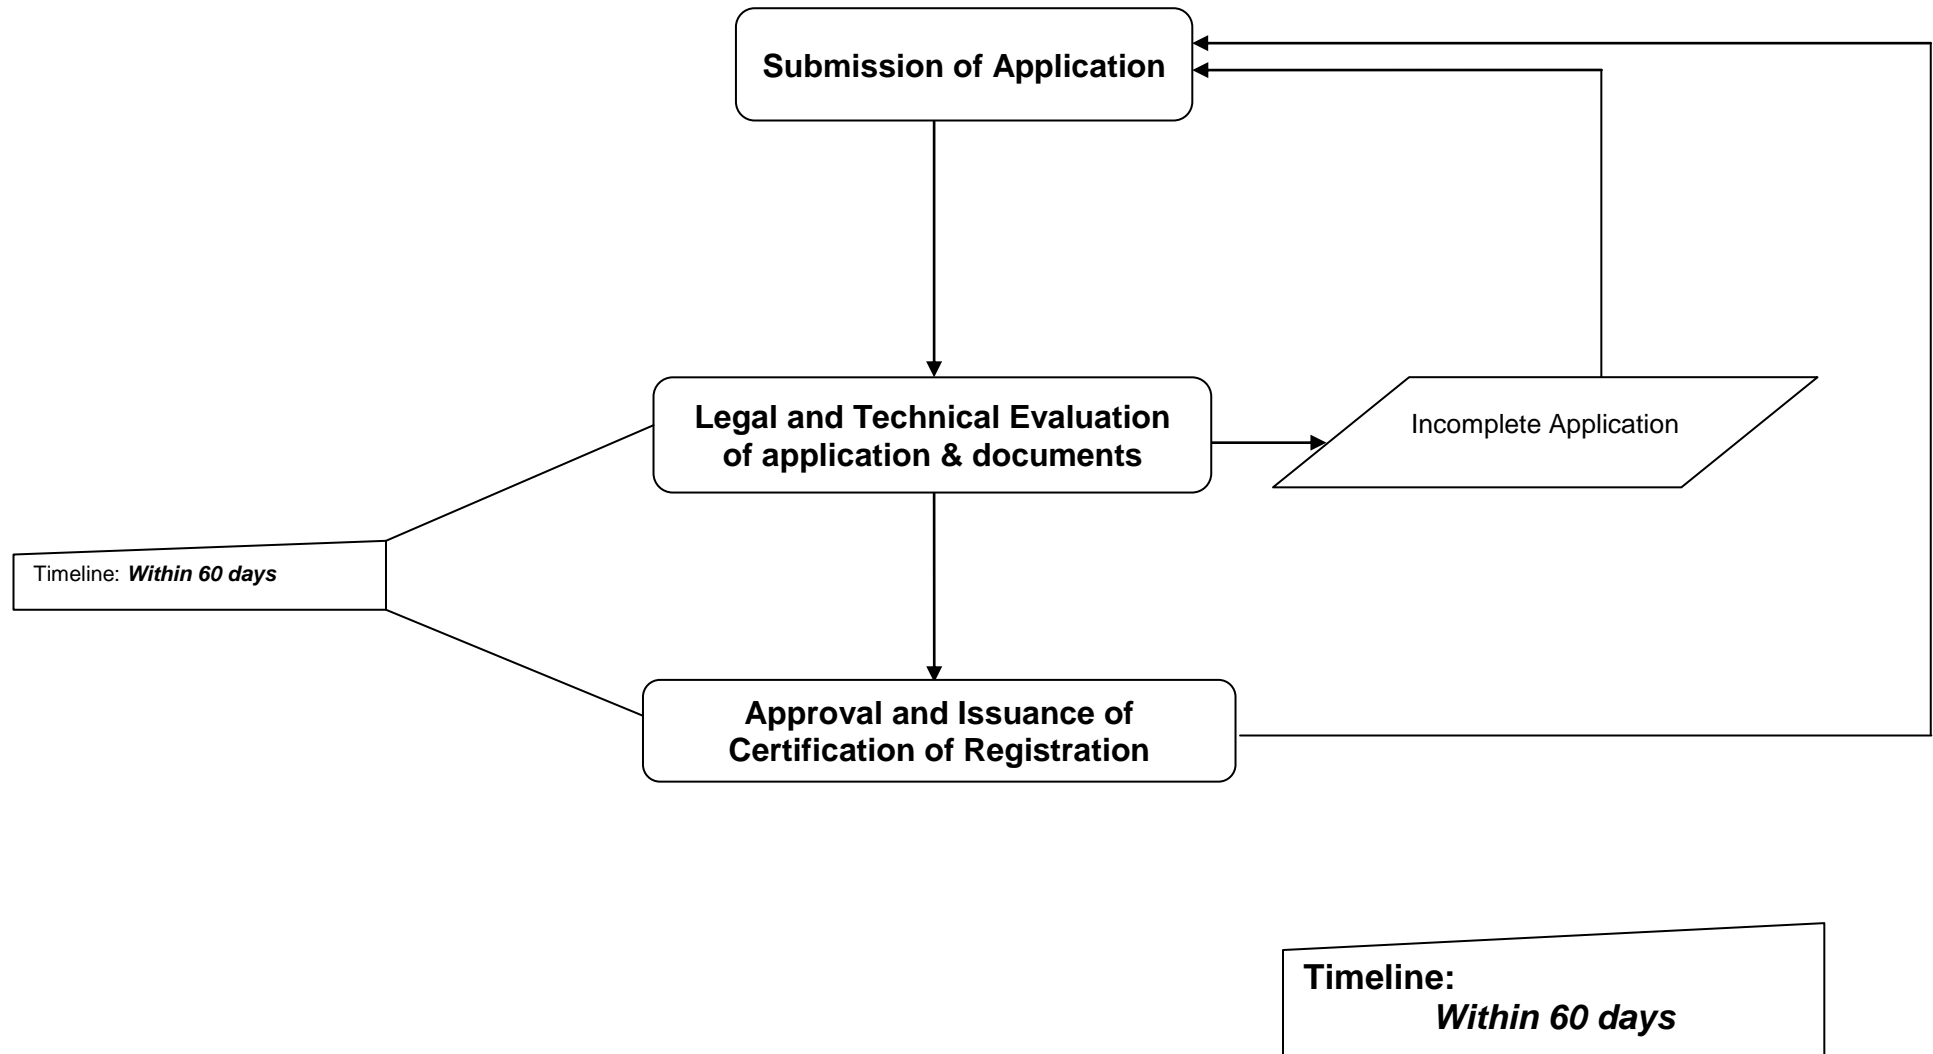 Submission of Application
Legal and Technical Evaluation
of application & documents
Incomplete Application
Timeline: Within 60 days
Approval and Issuance of
Certification of Registration
Timeline:
Within 60 days